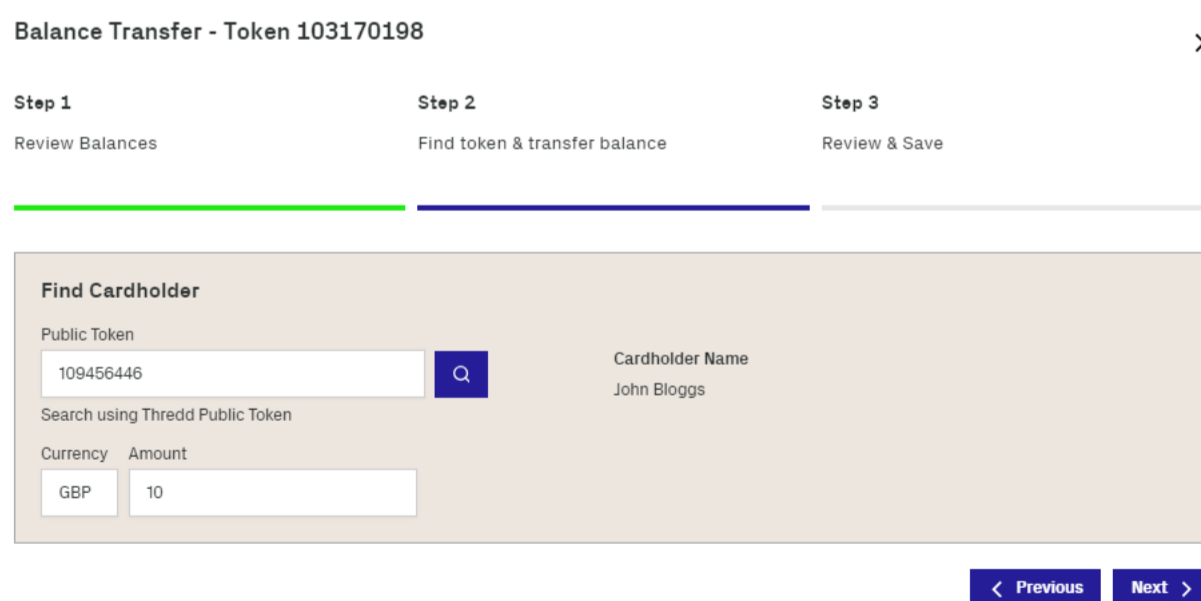 Balance Transfer - Token 103170198
Step 1
Step 2
Step 3
Review Balances
Find token & transfer balance
Review & Save
Find Cardholder
Public Token
109456446
Cardholder Name
John Bloggs
Search using Thredd Public Token
Currency
Amount
GBP
10
Previous
Next